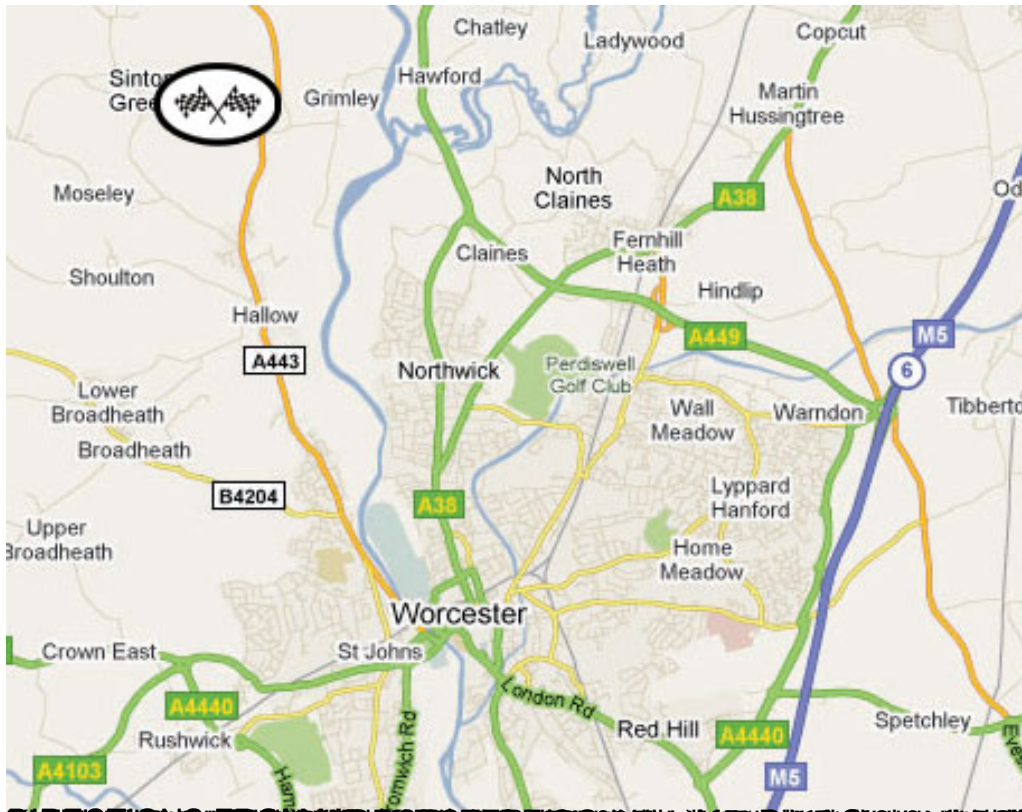 Chatley
Ladywood
Copcut
Hawford
Grimley
Martin
Hussingtree
Moseley
North
Claines
A38
Claines
Fernhill
Heath
Shoulton
Hindlip
Hallow
A449
M5
A443
6
Northwick
Perdiswell
Golf Club
Lower
Broadheath
Wall
Meadow
Warndon
Broadheath
B4204
A38
Lyppard
Hanford
Upper
Broadheath
Home
Meadow
Worcester
Crown East
St Johns
London Rd
A4440
Rushwick
Red Hill
A4440
Spetchley
A4103
M5